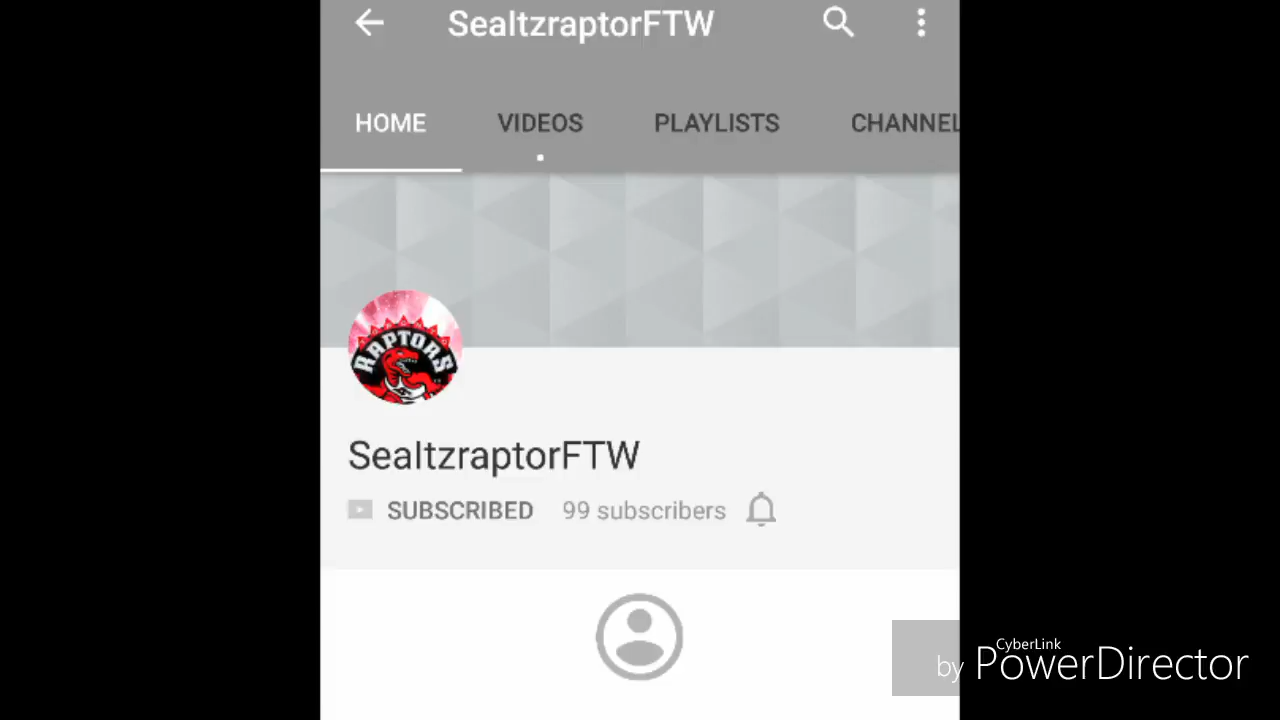 SealtzraptorFTW
HOME VIDEOS PLAYLISTS CHANNEL
RAPTORS
SealtzraptorFTW
SUBSCRIBED 99 subscribers
CyberLink
by PowerDirector